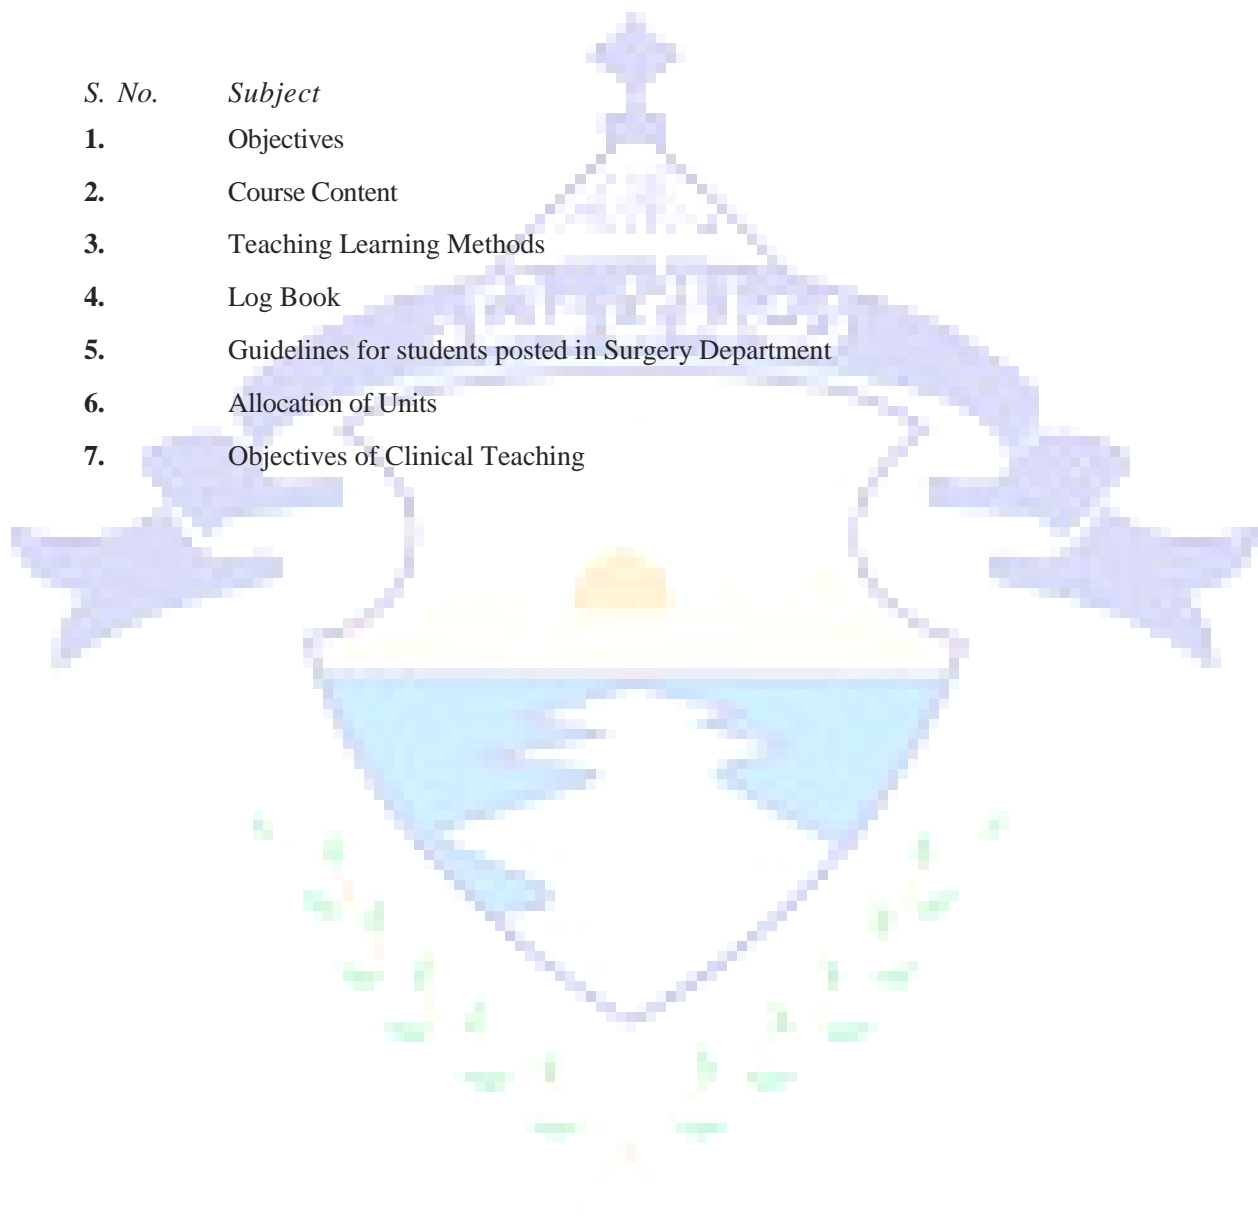 S. No. Subject
1. Objectives
2. Course Content
3. Teaching Learning Methods
4. Log Book
5. Guidelines for students posted in Surgery Department
6. Allocation of Units
7. Objectives of Clinical Teaching